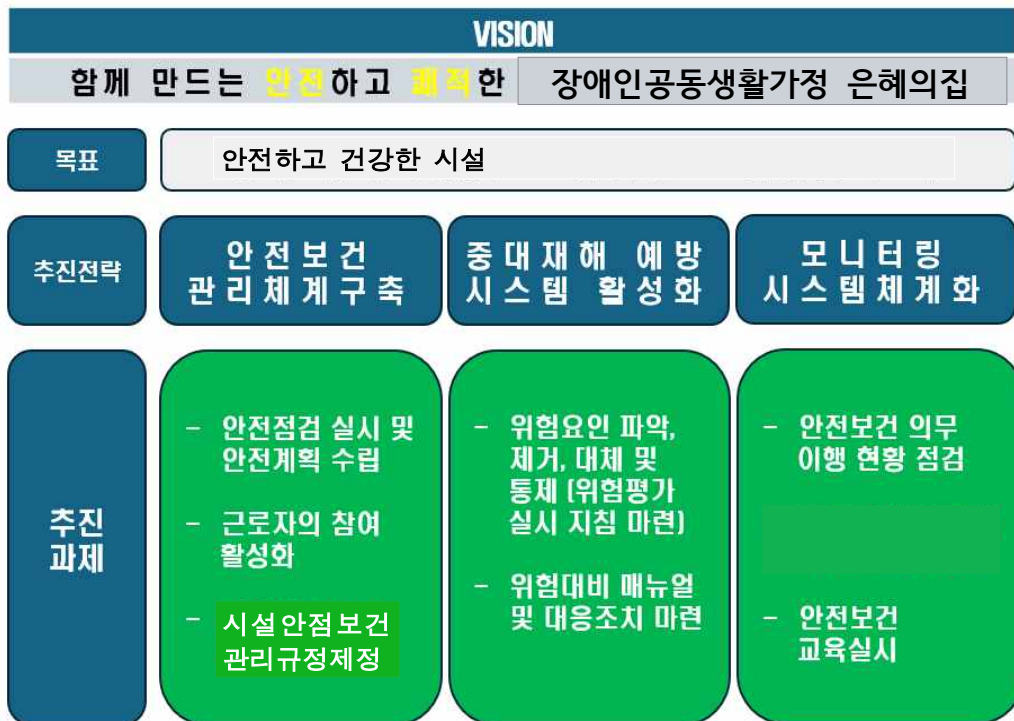 VISION
함께 만드는 안전하고 쾌적한 장애인공동생활가정 은혜의집
목표
안전하고 건강한 시설
추진전략
안전보건
관리체계구축
중대재해 예방
시스템 활성화
모니터링
시스템체계화
추진
과제
- 안전점검 실시 및
안전계획 수립
- 근로자의 참여
활성화
- 시설안점보건
관리규정제정
- 위험요인 파악,
제거, 대체 및
통제 (위험평가
실시 지침 마련)
- 위험대비 매뉴얼
및 대응조치 마련
- 안전보건 의무
이행 현황 점검
- 안전보건
교육실시